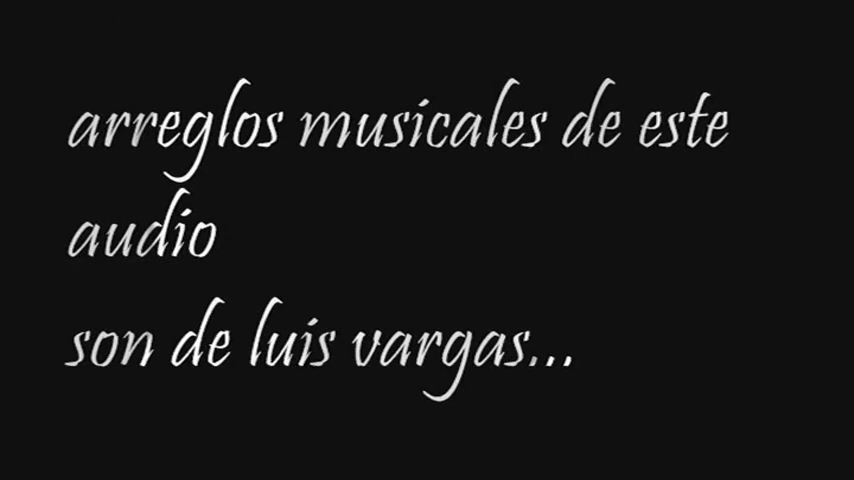 arreglos musicales de este
audio
son de luis vargas...